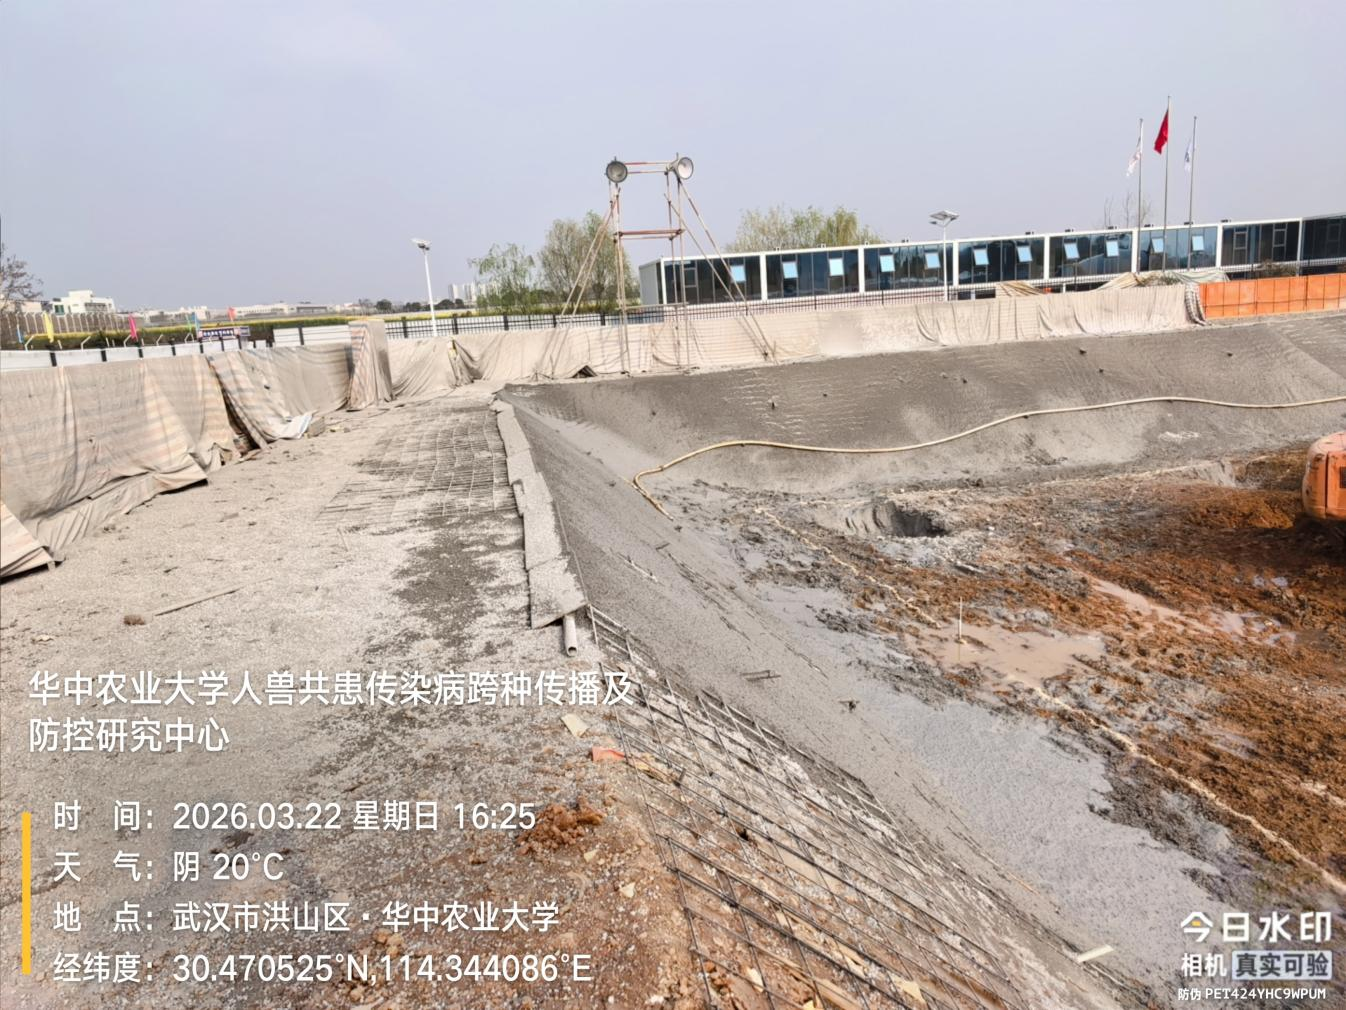 华中农业大学人兽共患传染病跨种传播及
防控研究中心
时 间：2026.03.22 星期日 16:25
天 气：阴 20°C
地 点：武汉市洪山区·华中农业大学
经纬度：30.470525°N,114.344086°E
今日水印
相机 真实可验
防伪 PET424YHC9WPUM